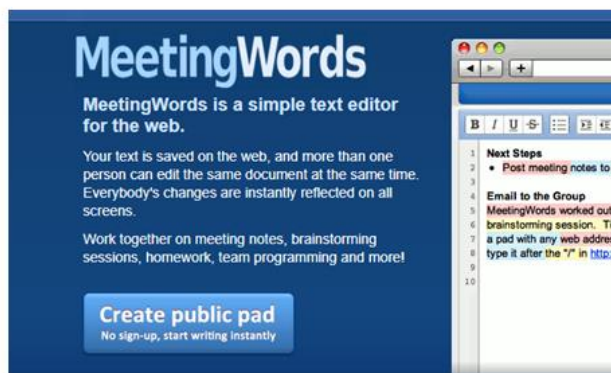 MeetingWords
MeetingWords is a simple text editor
for the web.
Your text is saved on the web, and more than one
person can edit the same document at the same time.
Everybody's changes are instantly reflected on all
screens.
Work together on meeting notes, brainstorming
sessions, homework, team programming and more!
Create public pad
No sign-up, start writing instantly
B I U S
1 Next Steps
2 • Post meeting notes to
3
4 Email to the Group
5 MeetingWords worked out
6 brainstorming session.
7 a pad with any web addres
8 type it after the "/" in http:
9
10